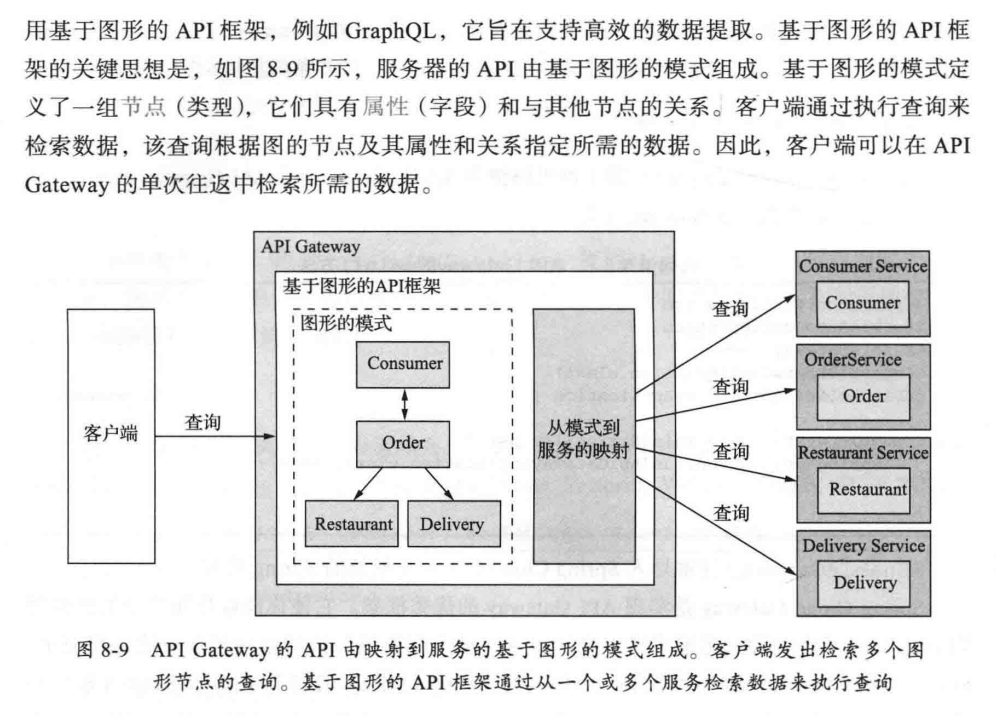 用基于图形的 API 框架，例如 GraphQL，它旨在支持高效的数据提取。基于图形的 API 框
架的关键思想是，如图 8-9 所示，服务器的 API 由基于图形的模式组成。基于图形的模式定
义了一组节点（类型），它们具有属性（字段）和与其他节点的关系。客户端通过执行查询来
检索数据，该查询根据图的节点及其属性和关系指定所需的数据。因此，客户端可以在 API
Gateway 的单次往返中检索所需的数据。
API Gateway
基于图形的API框架
图形的模式
Consumer
Order
Restaurant
Delivery
客户端
查询
从模式到
服务的映射
查询
查询
查询
查询
Consumer Service
Consumer
OrderService
Order
Restaurant Service
Restaurant
Delivery Service
Delivery
图 8-9 API Gateway 的 API 由映射到服务的基于图形的模式组成。客户端发出检索多个图
形节点的查询。基于图形的 API 框架通过从一个或多个服务检索数据来执行查询